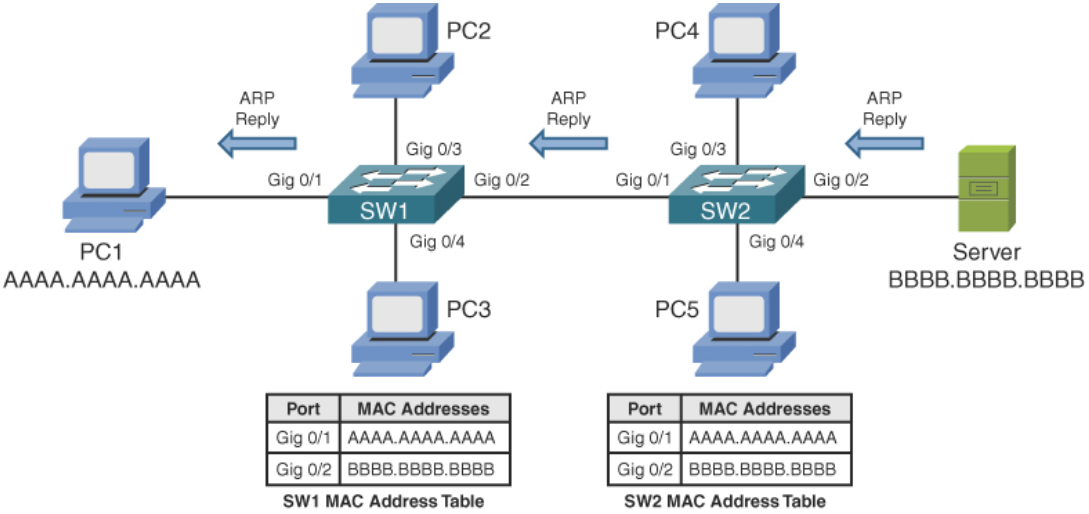 PC2
PC4
ARP
Reply
ARP
Reply
ARP
Reply
Gig 0/3
Gig 0/3
Gig 0/1
Gig 0/2
Gig 0/1
Gig 0/2
SW1
SW2
Gig 0/4
Gig 0/4
PC1
AAAA.AAAA.AAAA
Server
BBBB.BBBB.BBBB
PC3
PC5
Port MAC Addresses
Gig 0/1 AAAA.AAAA.AAAA
Gig 0/2 BBBB.BBBB.BBBB
SW1 MAC Address Table
Port MAC Addresses
Gig 0/1 AAAA.AAAA.AAAA
Gig 0/2 BBBB.BBBB.BBBB
SW2 MAC Address Table